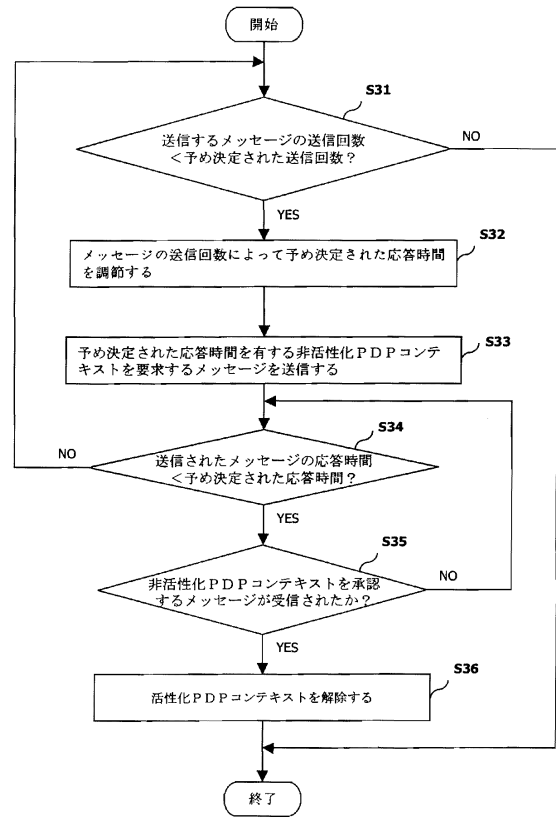 開始
S31
送信するメッセージの送信回数
<予め決定された送信回数?
NO
YES
S32
メッセージの送信回数によって予め決定された応答時間
を調節する
S33
予め決定された応答時間を有する非活性化PDPコンテ
キストを要求するメッセージを送信する
S34
NO
送信されたメッセージの応答時間
<予め決定された応答時間?
YES
S35
非活性化PDPコンテキストを承認
するメッセージが受信されたか?
NO
YES
S36
活性化PDPコンテキストを解除する
終了